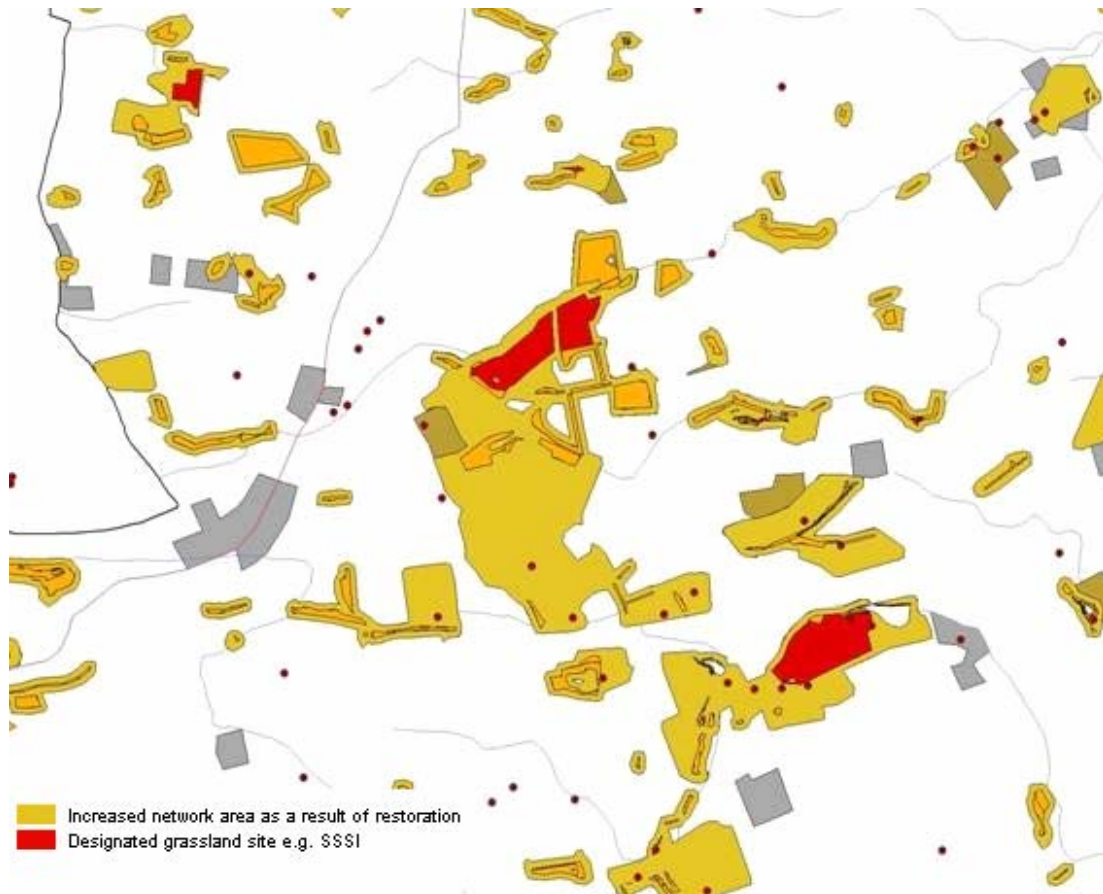 Increased network area as a result of restoration
Designated grassland site e.g. SSSI